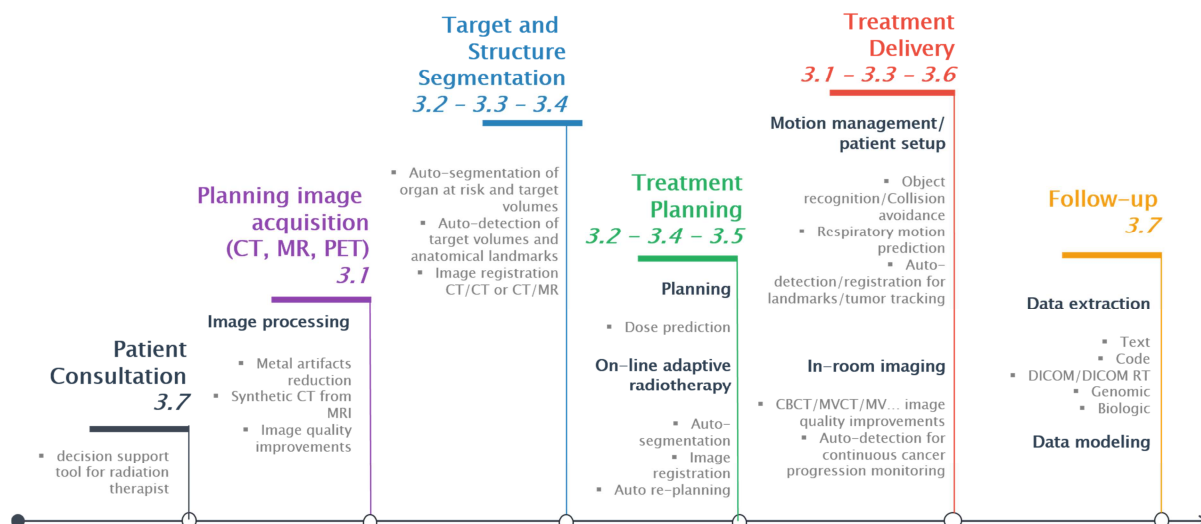 Patient
Consultation
3.7
▪ decision support
tool for radiation
therapist
Planning image
acquisition
(CT, MR, PET)
3.1
Image processing
▪ Metal artifacts
reduction
▪ Synthetic CT from
MRI
▪ Image quality
improvements
Target and
Structure
Segmentation
3.2 – 3.3 – 3.4
▪ Auto-segmentation of
organ at risk and target
volumes
▪ Auto-detection of
target volumes and
anatomical landmarks
▪ Image registration
CT/CT or CT/MR
Treatment
Planning
3.2 – 3.4 – 3.5
Planning
▪ Dose prediction
On-line adaptive
radiotherapy
▪ Auto-
segmentation
▪ Image
registration
▪ Auto re-planning
Treatment
Delivery
3.1 – 3.3 – 3.6
Motion management/
patient setup
▪ Object
recognition/Collision
avoidance
▪ Respiratory motion
prediction
▪ Auto-
detection/registration for
landmarks/tumor tracking
In-room imaging
▪ CBCT/MVCT/MV... image
quality improvements
▪ Auto-detection for
continuous cancer
progression monitoring
Follow-up
3.7
Data extraction
▪ Text
▪ Code
▪ DICOM/DICOM RT
▪ Genomic
▪ Biologic
Data modeling